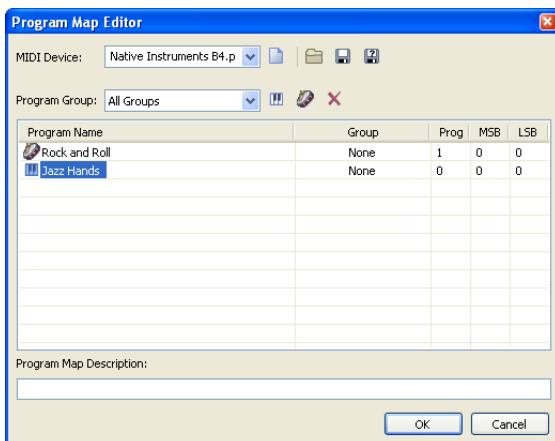 Program Map Editor
MIDI Device: Native Instruments B4.p
Program Group: All Groups
Program Name Group Prog MSB LSB
Rock and Roll None 1 0 0
Jazz Hands None 0 0 0
Program Map Description:
OK Cancel